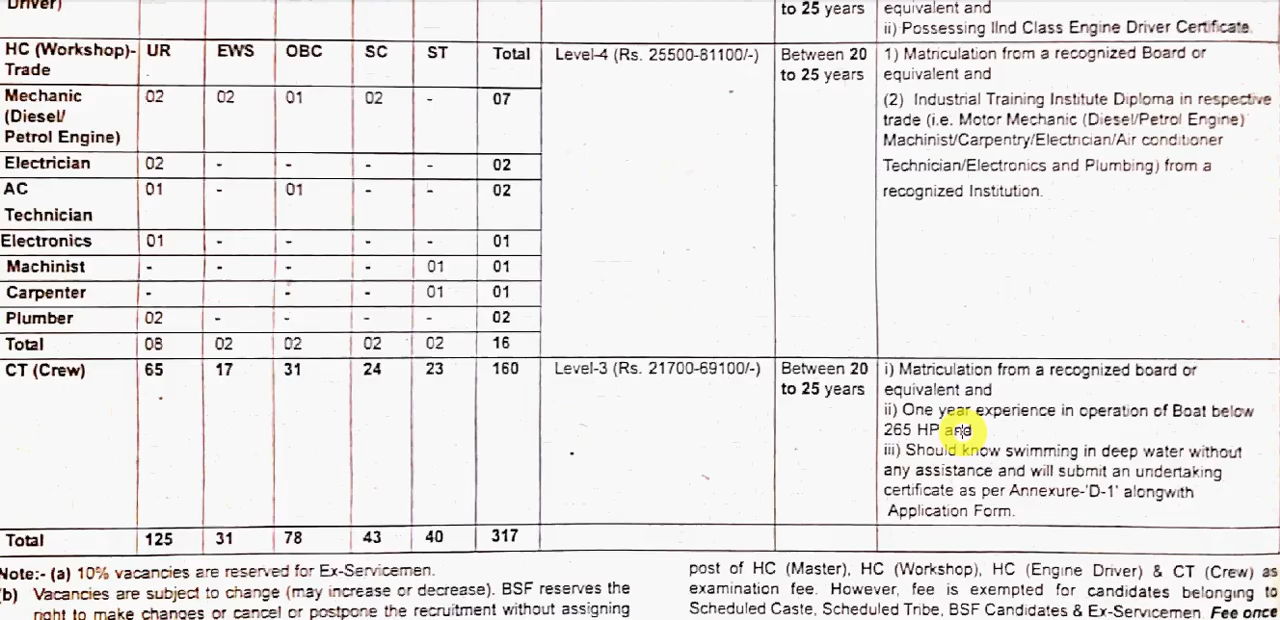 Driver)
to 25 years
equivalent and
ii) Possessing IInd Class Engine Driver Certificate.
HC (Workshop)- UR EWS OBC SC ST Total Level-4 (Rs. 25500-81100/-) Between 20 1) Matriculation from a recognized Board or
Trade to 25 years equivalent and
Mechanic 02 02 01 02 - 07 (2) Industrial Training Institute Diploma in respective
(Diesel/ trade (i.e. Motor Mechanic (Diesel/Petrol Engine)
Petrol Engine) Machinist/Carpentry/Electrician/Air conditioner
Electrician 02 - - - - 02 Technician/Electronics and Plumbing) from a
AC 01 - 01 - - 02 recognized Institution.
Technician
Electronics 01 - - - - 01
Machinist - - - - 01 01
Carpenter - - - 01 01
Plumber 02 - - - - 02
Total 08 02 02 02 02 16
CT (Crew) 65 17 31 24 23 160 Level-3 (Rs. 21700-69100/-) Between 20 i) Matriculation from a recognized board or
to 25 years equivalent and
ii) One year experience in operation of Boat below
265 HP and
iii) Should know swimming in deep water without
any assistance and will submit an undertaking
certificate as per Annexure-'D-1' alongwith
Application Form.
Total 125 31 78 43 40 317
Note:- (a) 10% vacancies are reserved for Ex-Servicemen.
(b) Vacancies are subject to change (may increase or decrease). BSF reserves the
right to make changes or cancel or postpone the recruitment without assigning
post of HC (Master), HC (Workshop), HC (Engine Driver) & CT (Crew) as
examination fee. However, fee is exempted for candidates belonging to
Scheduled Caste, Scheduled Tribe, BSF Candidates & Ex-Servicemen. Fee once